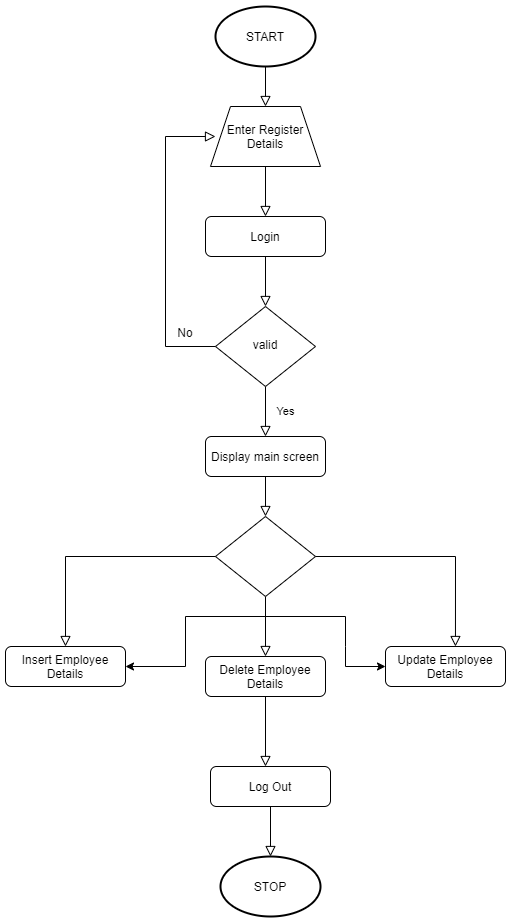 START
Enter Register
Details
Login
valid
No
Yes
Display main screen
Insert Employee
Details
Delete Employee
Details
Update Employee
Details
Log Out
STOP